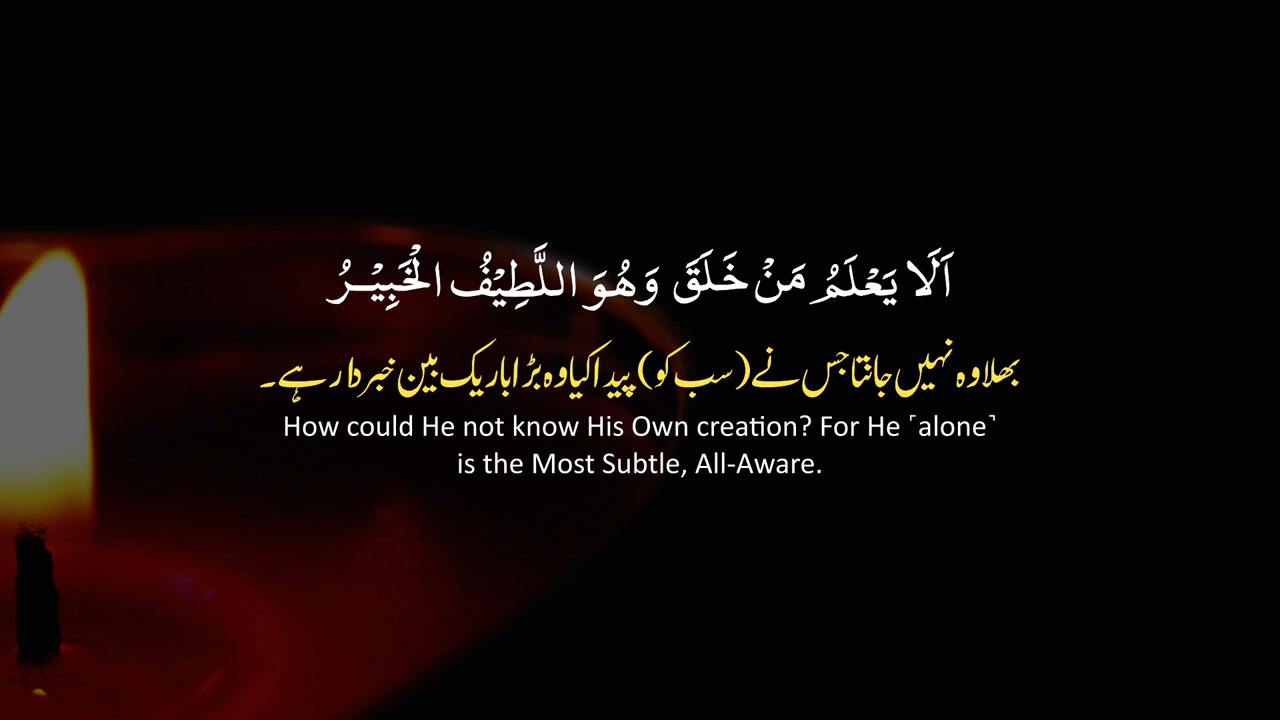 اَلَا يَعْلَمُ مَنْ خَلَقَ وَهُوَ اللَّطِيْفُ الْخَبِيْـرُ
بھلا وہ نہیں جانتا جس نے (سب کو) پیدا کیا وہ بڑا باریک بین خبردار ہے۔
How could He not know His Own creation? For He ˹alone˺
is the Most Subtle, All-Aware.